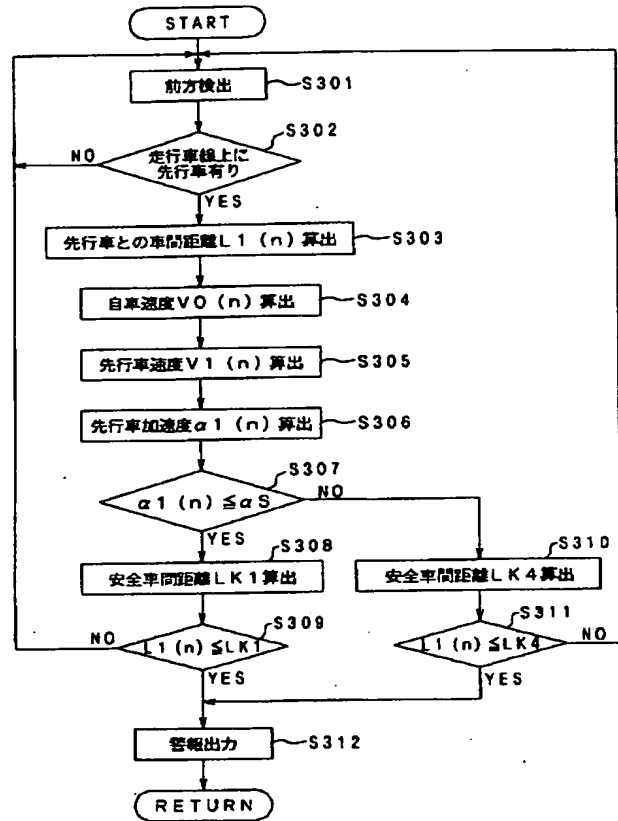 START
前方検出
S301
S302
走行車線上に
先行車有り
NO
YES
先行車との車間距離L1(n)算出
S303
自車速度V0(n)算出
S304
先行車速度V1(n)算出
S305
先行車加速度α1(n)算出
S306
S307
α1(n)≦αS
NO
YES
S308
安全車間距離LK1算出
S310
安全車間距離LK4算出
S309
L1(n)≦LK1
NO
YES
S311
L1(n)≦LK4
NO
YES
警報出力
S312
RETURN